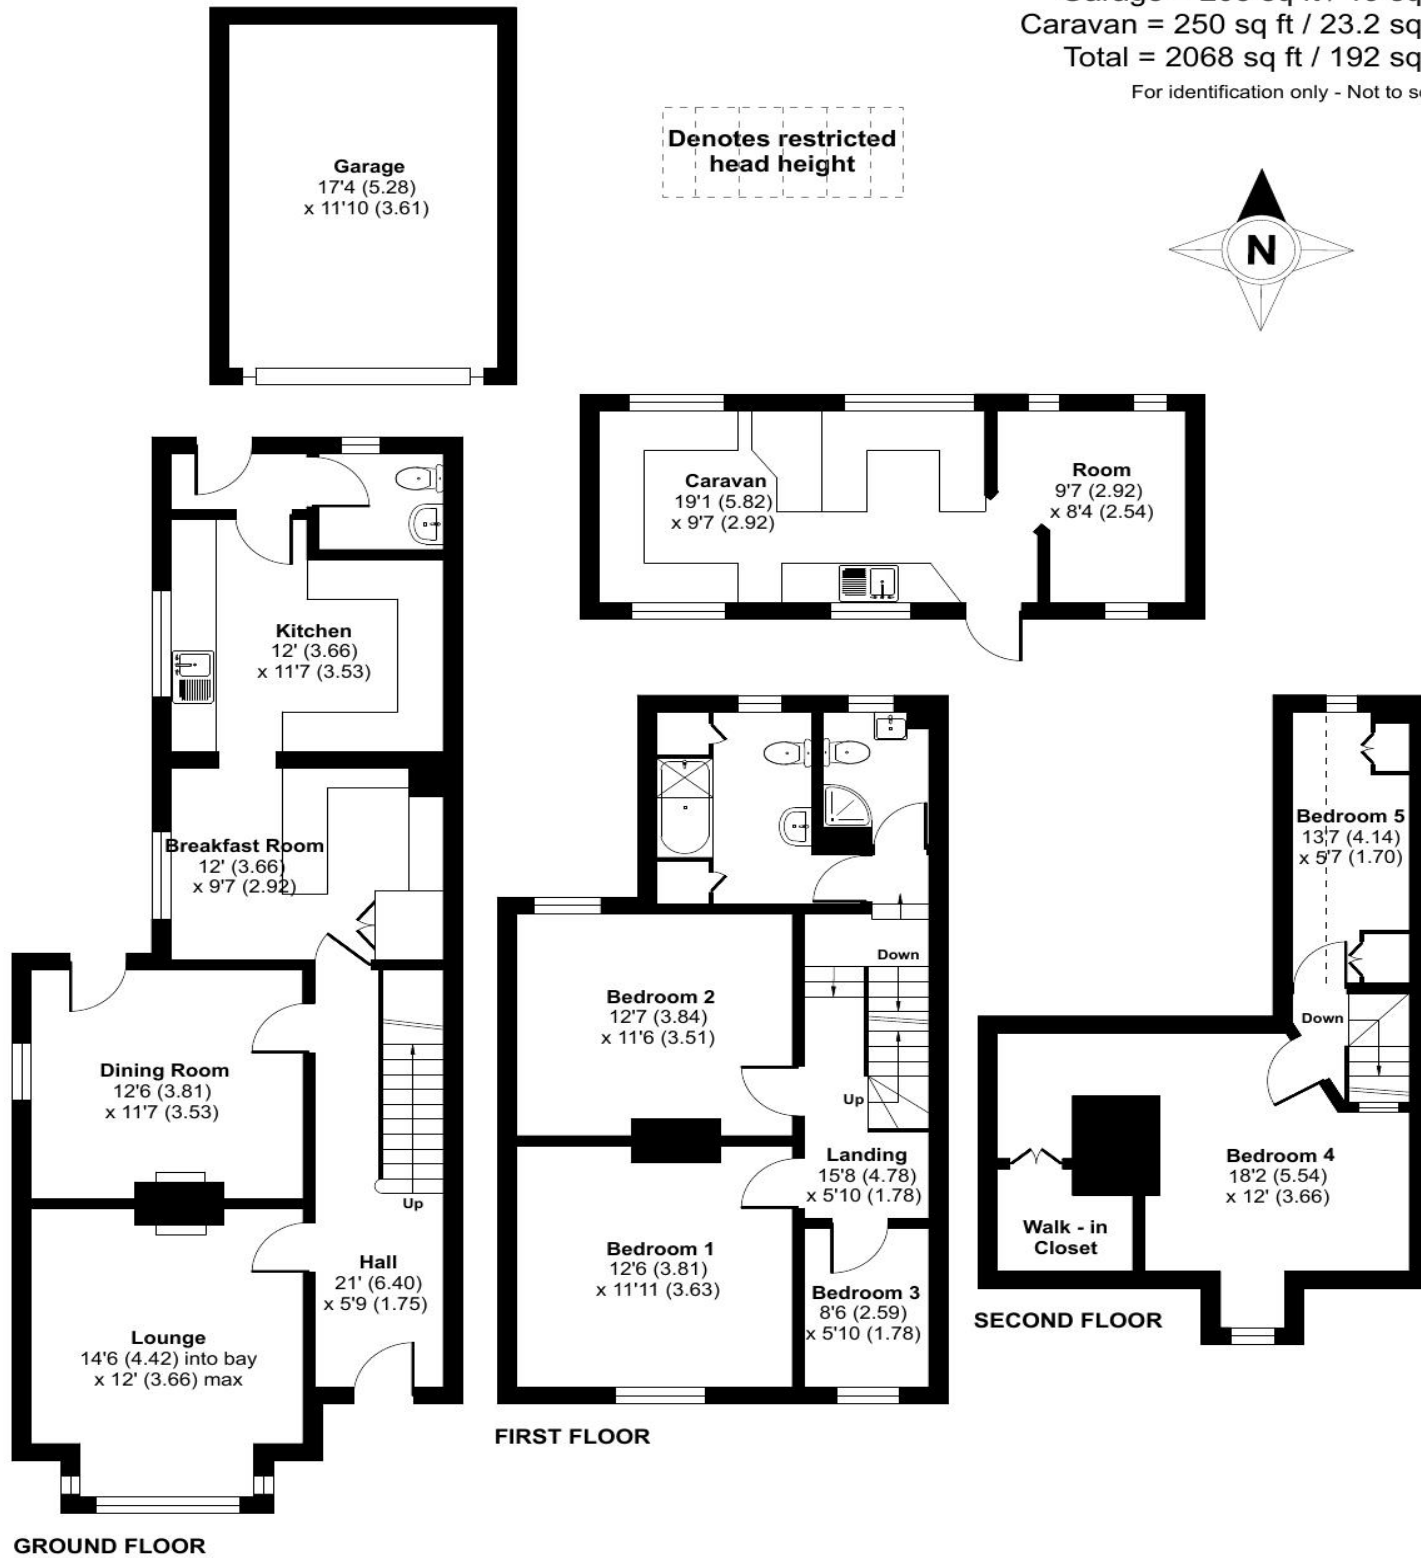 Caravan = 250 sq ft / 23.2 sq
Total = 2068 sq ft / 192 sq
For identification only - Not to
Denotes restricted
head height
N
Garage
17'4 (5.28)
x 11'10 (3.61)
Caravan
19'1 (5.82)
x 9'7 (2.92)
Room
9'7 (2.92)
x 8'4 (2.54)
Kitchen
12' (3.66)
x 11'7 (3.53)
Breakfast Room
12' (3.66)
x 9'7 (2.92)
Dining Room
12'6 (3.81)
x 11'7 (3.53)
Up
Hall
21' (6.40)
x 5'9 (1.75)
Lounge
14'6 (4.42) into bay
x 12' (3.66) max
GROUND FLOOR
Down
Bedroom 2
12'7 (3.84)
x 11'6 (3.51)
Up
Landing
15'8 (4.78)
x 5'10 (1.78)
Bedroom 1
12'6 (3.81)
x 11'11 (3.63)
Bedroom 3
8'6 (2.59)
x 5'10 (1.78)
FIRST FLOOR
Bedroom 5
13'7 (4.14)
x 5'7 (1.70)
Down
Bedroom 4
18'2 (5.54)
x 12' (3.66)
Walk - in
Closet
SECOND FLOOR